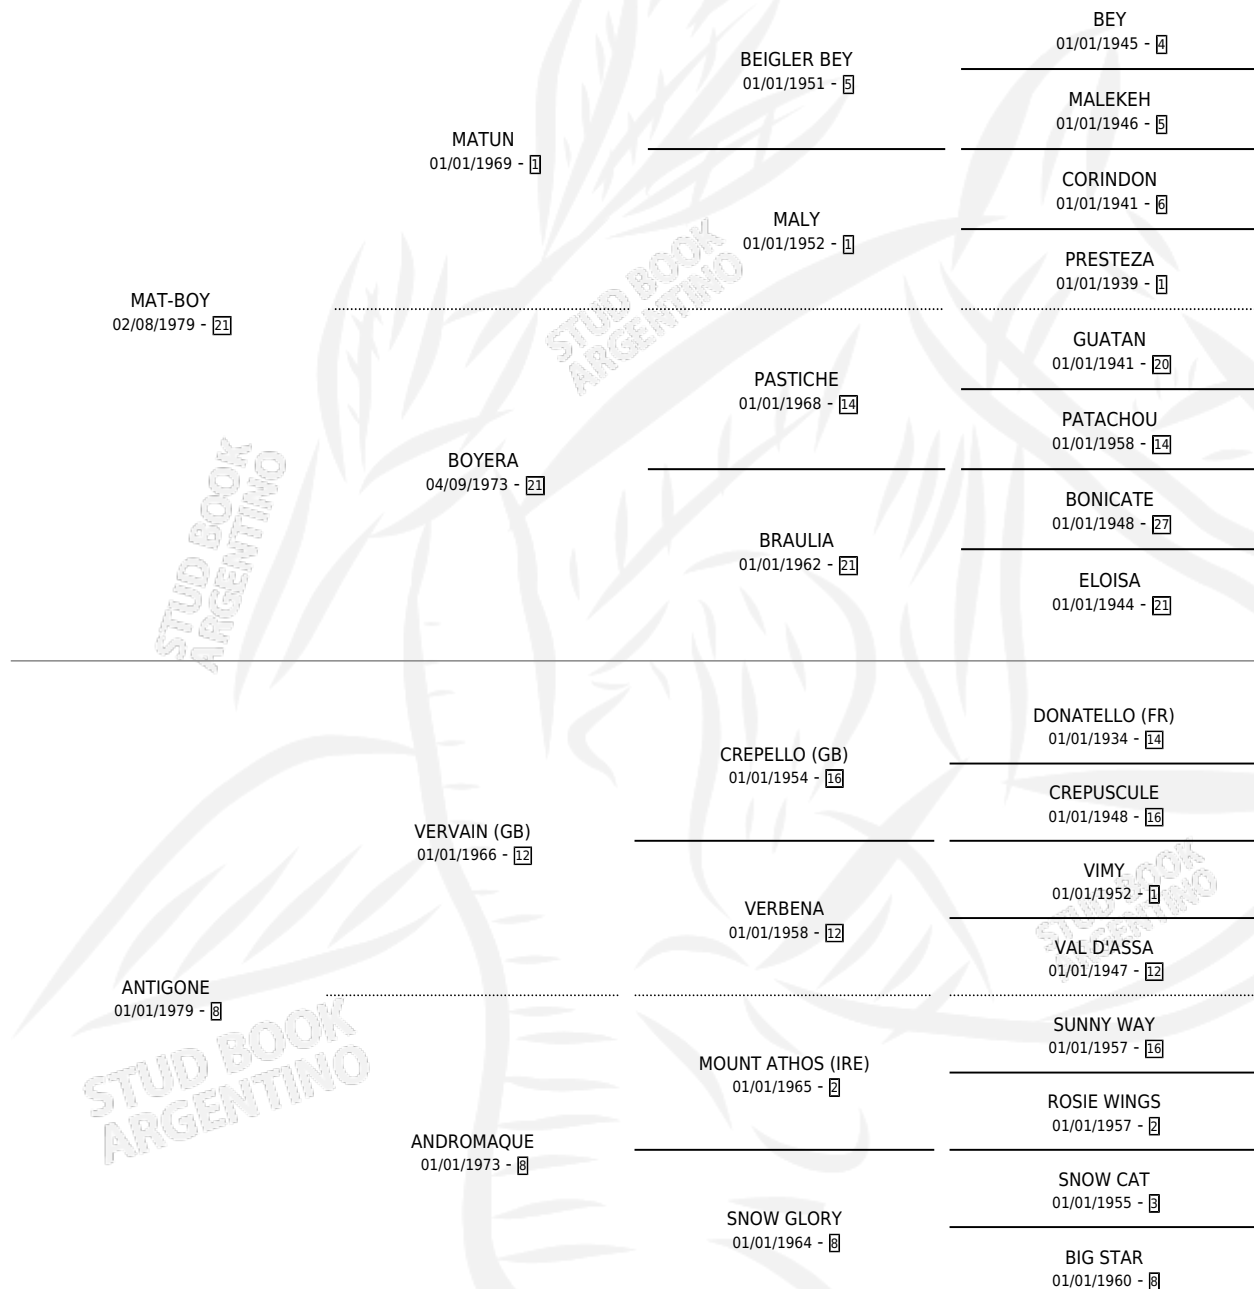 BEY
01/01/1945 - 4
BEIGLER BEY
01/01/1951 - 5
MALEKEH
01/01/1946 - 5
MATUN
01/01/1969 - 1
CORINDON
01/01/1941 - 6
MALY
01/01/1952 - 1
PRESTEZA
01/01/1939 - 1
MAT-BOY
02/08/1979 - 21
GUATAN
01/01/1941 - 20
PASTICHE
01/01/1968 - 14
PATACHOU
01/01/1958 - 14
BOYERA
04/09/1973 - 21
BONICATE
01/01/1948 - 27
BRAULIA
01/01/1962 - 21
ELOISA
01/01/1944 - 21
DONATELLO (FR)
01/01/1934 - 14
CREPELLO (GB)
01/01/1954 - 16
CREPUSCULE
01/01/1948 - 16
VERVAIN (GB)
01/01/1966 - 12
VIMY
01/01/1952 - 1
VERBENA
01/01/1958 - 12
VAL D'ASSA
01/01/1947 - 12
ANTIGONE
01/01/1979 - 8
SUNNY WAY
01/01/1957 - 16
MOUNT ATHOS (IRE)
01/01/1965 - 2
ROSIE WINGS
01/01/1957 - 2
ANDROMAQUE
01/01/1973 - 8
SNOW CAT
01/01/1955 - 3
SNOW GLORY
01/01/1964 - 8
BIG STAR
01/01/1960 - 8
STUD BOOK
ARGENTINO
STUD BOOK
ARGENTINO
STUD BOOK
ARGENTINO
STUD BOOK
ARGENTINO